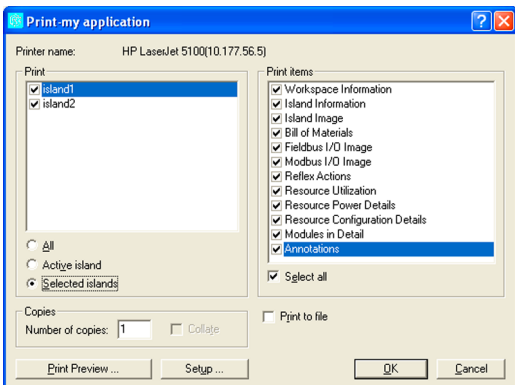 Print-my application
Printer name: HP LaserJet 5100(10.177.56.5)
Print
island1
island2
All
Active island
Selected islands
Print items
Workspace Information
Island Information
Island Image
Bill of Materials
Fieldbus I/O Image
Modbus I/O Image
Reflex Actions
Resource Utilization
Resource Power Details
Resource Configuration Details
Modules in Detail
Annotations
Select all
Copies
Number of copies: 1 Collate
Print to file
Print Preview ... Setup ... OK Cancel